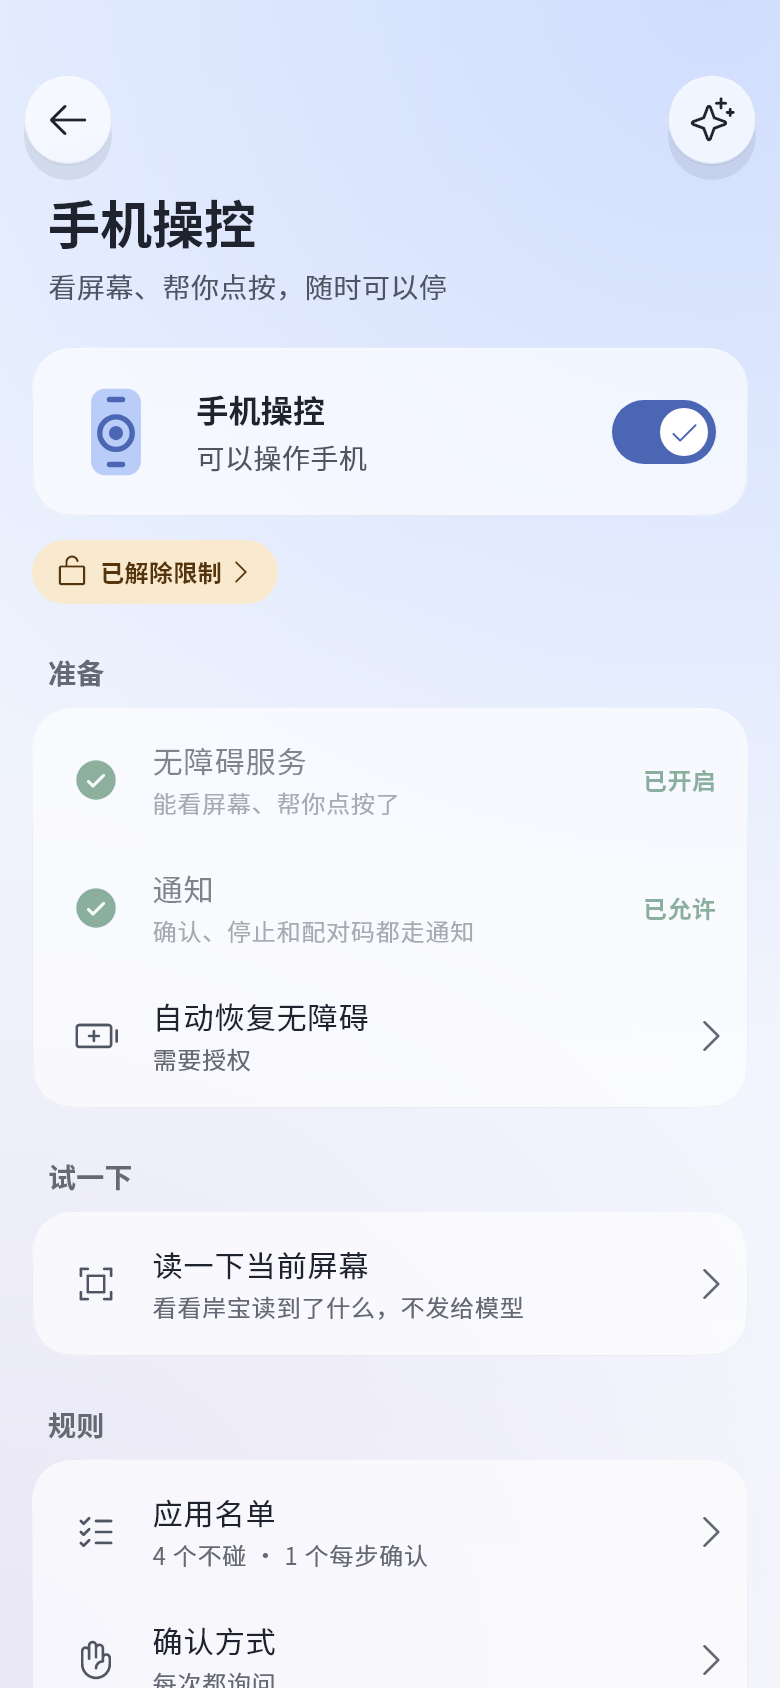 手机操控
看屏幕、帮你点按，随时可以停
手机操控
可以操作手机
已解除限制
准备
无障碍服务
能看屏幕、帮你点按了
已开启
通知
确认、停止和配对码都走通知
已允许
自动恢复无障碍
需要授权
试一下
读一下当前屏幕
看看岸宝读到了什么，不发给模型
规则
应用名单
4 个不碰 · 1 个每步确认
确认方式
每次都询问